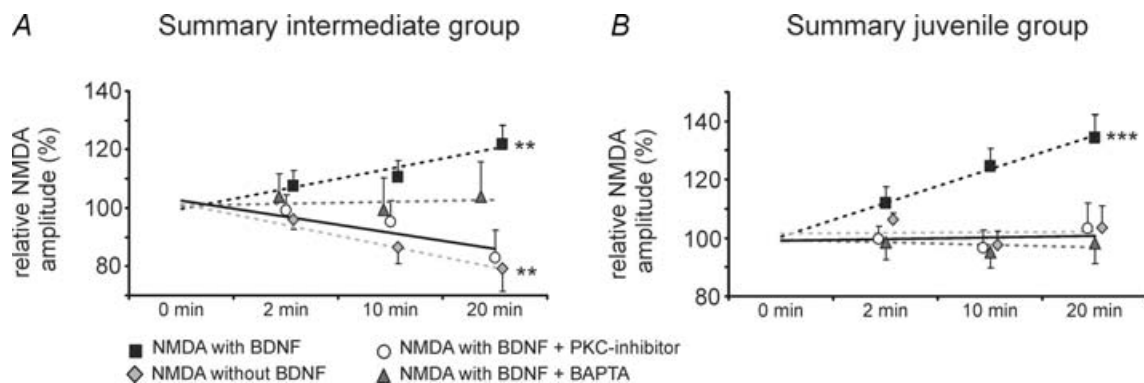 A Summary intermediate group
relative NMDA
amplitude (%)
140
120
100
80
**
**
0 min 2 min 10 min 20 min
B Summary juvenile group
relative NMDA
amplitude (%)
140
120
100
80
***
0 min 2 min 10 min 20 min
NMDA with BDNF
NMDA without BDNF
NMDA with BDNF + PKC-inhibitor
NMDA with BDNF + BAPTA